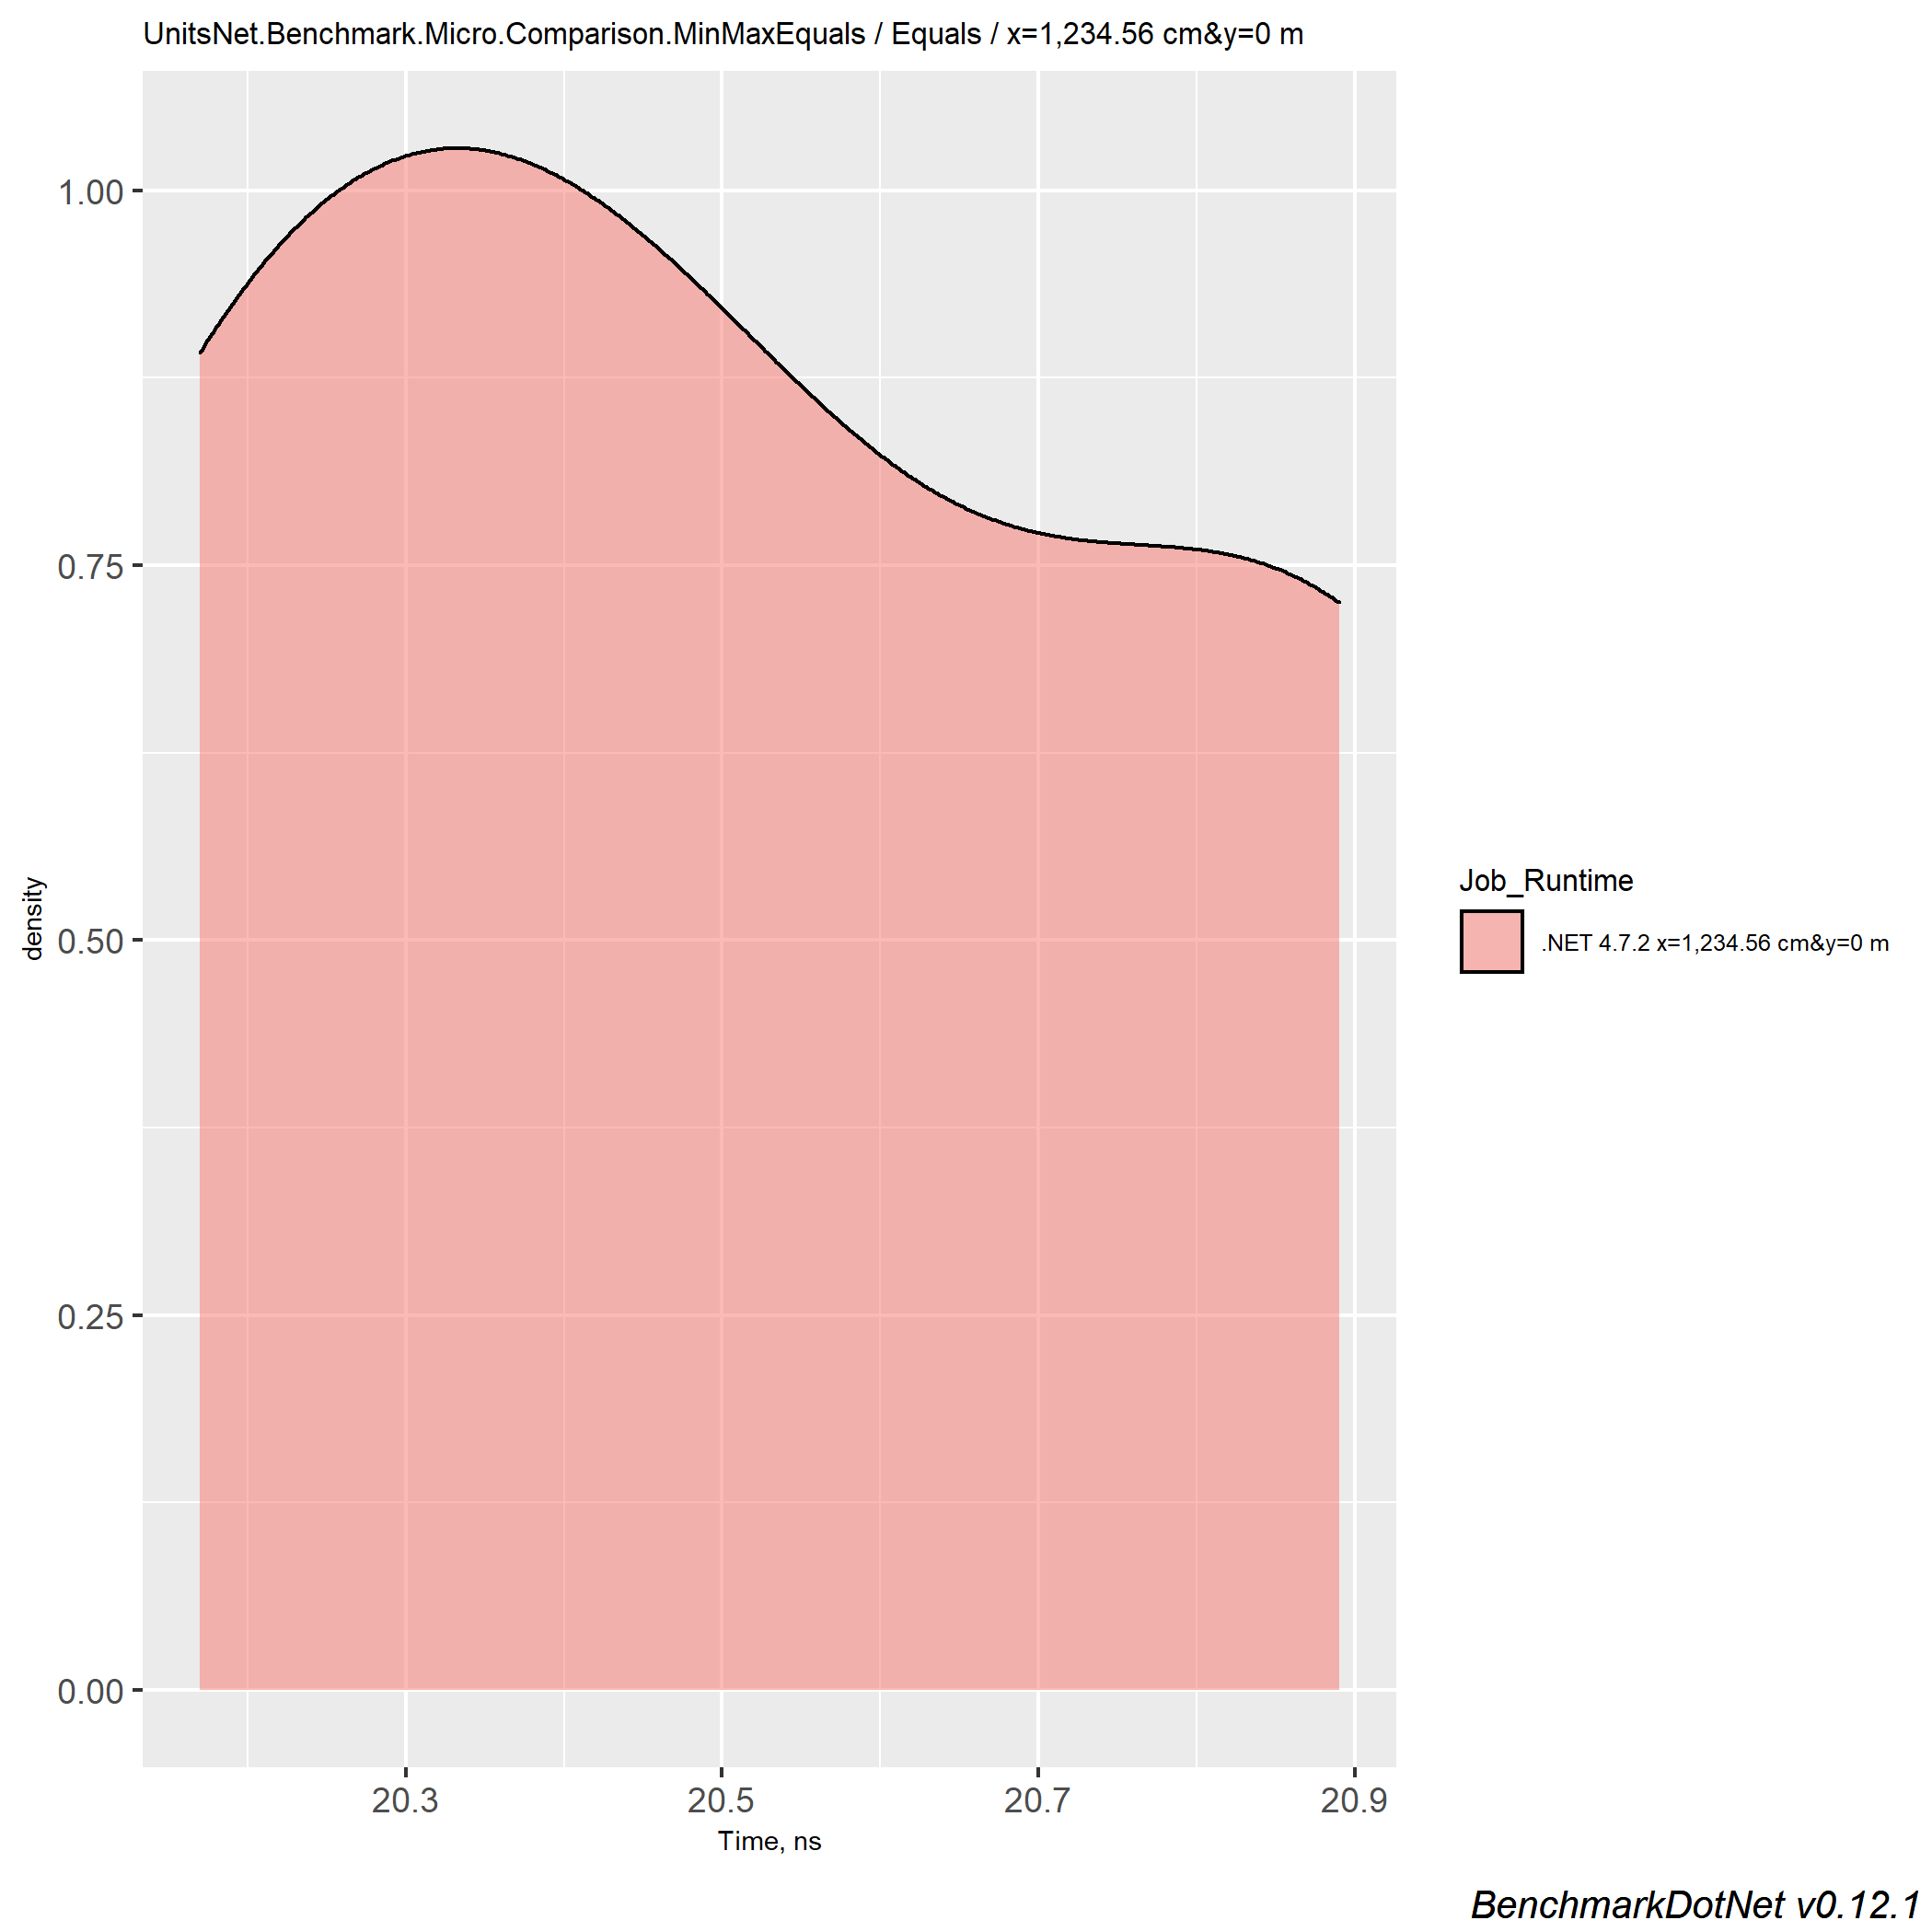 UnitsNet.Benchmark.Micro.Comparison.MinMaxEquals / Equals / x=1,234.56 cm&y=0 m
1.00
0.75
0.50
0.25
0.00
density
20.3 20.5 20.7 20.9
Time, ns
Job_Runtime
.NET 4.7.2 x=1,234.56 cm&y=0 m
BenchmarkDotNet v0.12.1